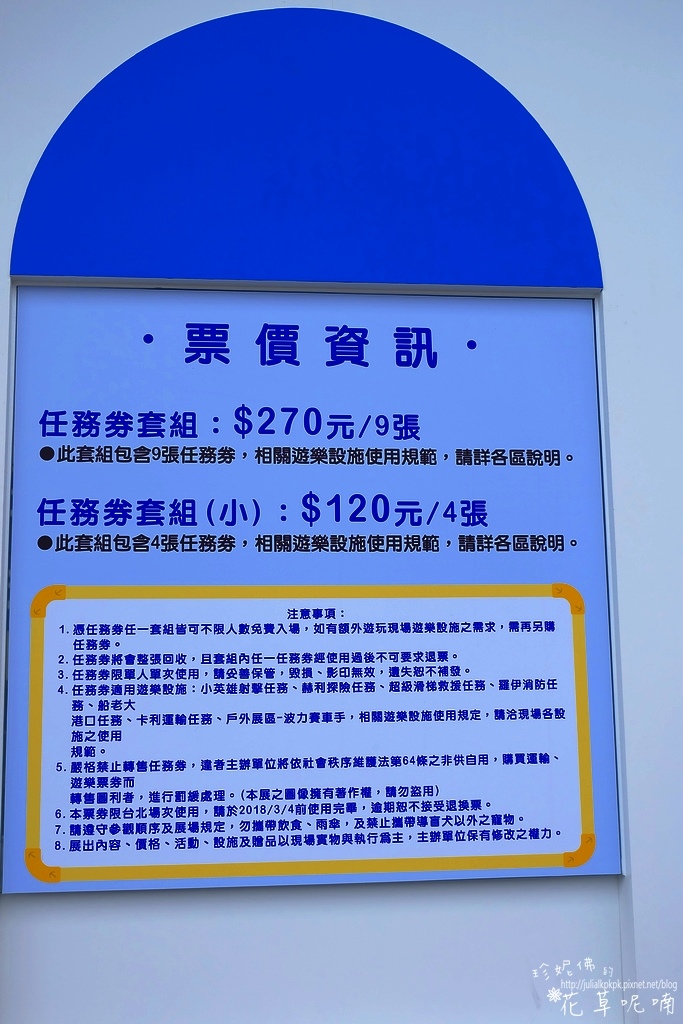 ·票價資訊·
任務券套組：$270元/9張
●此套組包含9張任務券，相關遊樂設施使用規範，請詳各區說明。
任務券套組(小)：$120元/4張
●此套組包含4張任務券，相關遊樂設施使用規範，請詳各區說明。
注意事項：
1. 憑任務券任一套組皆可不限人數免費入場，如有額外遊玩現場遊樂設施之需求，需再另購
任務券。
2. 任務券將會整張回收，且套組內任一任務券經使用過後不可要求退票。
3. 任務券限單人單次使用，請妥善保管，毀損、影印無效，遺失恕不補發。
4. 任務券適用遊樂設施：小英雄射擊任務、赫利探險任務、超級滑梯救援任務、羅伊消防任
務、船老大
港口任務、卡利運輸任務、戶外展區-波力賽車手，相關遊樂設施使用規定，請洽現場各設
施之使用
規範。
5. 嚴格禁止轉售任務券，違者主辦單位將依社會秩序維護法第64條之非供自用，購買運輸、
遊樂票券而
轉售圖利者，進行罰緩處理。(本展之圖像擁有著作權，請勿盜用)
6. 本票券限台北場次使用，請於2018/3/4前使用完畢，逾期恕不接受退換票。
7. 請遵守參觀順序及展場規定，勿攜帶飲食、雨傘，及禁止攜帶導盲犬以外之寵物。
8. 展出內容、價格、活動、設施及贈品以現場實物與執行為主，主辦單位保有修改之權力。
珍妮佛的
http://julialkpkpk.pixnet.net/blog
花草呢喃